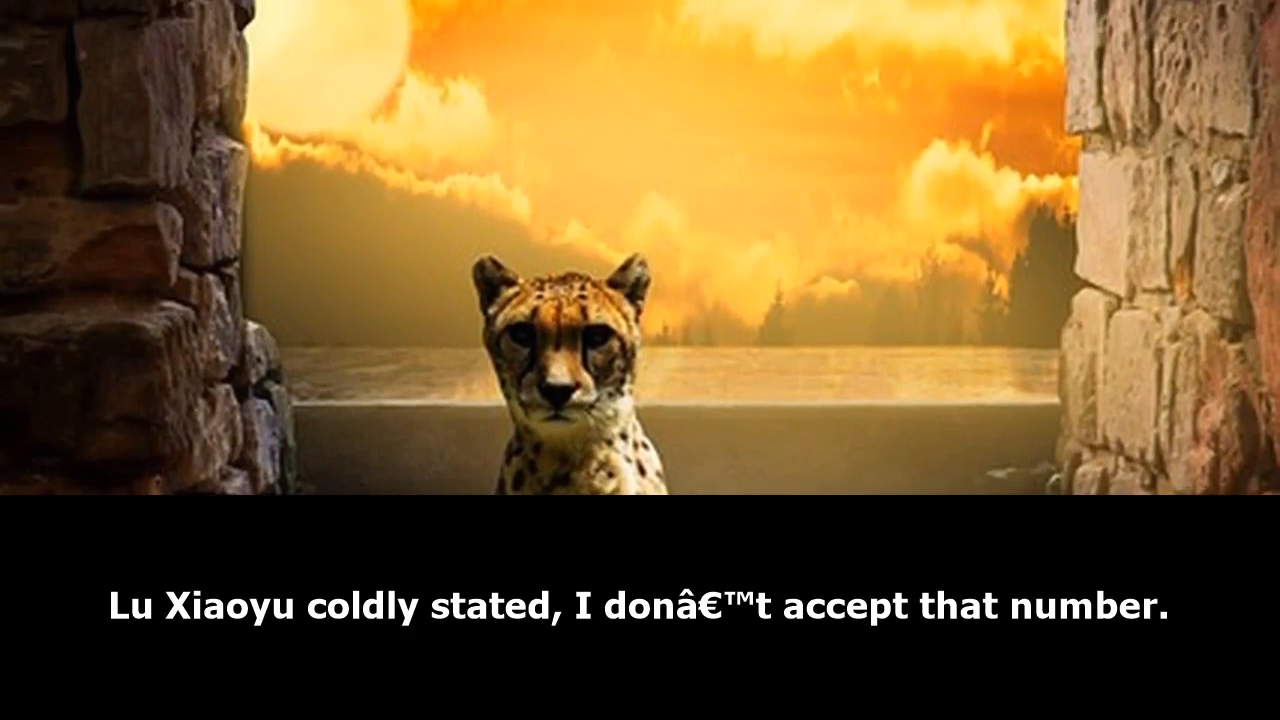 Lu Xiaoyu coldly stated, I donâ€™t accept that number.